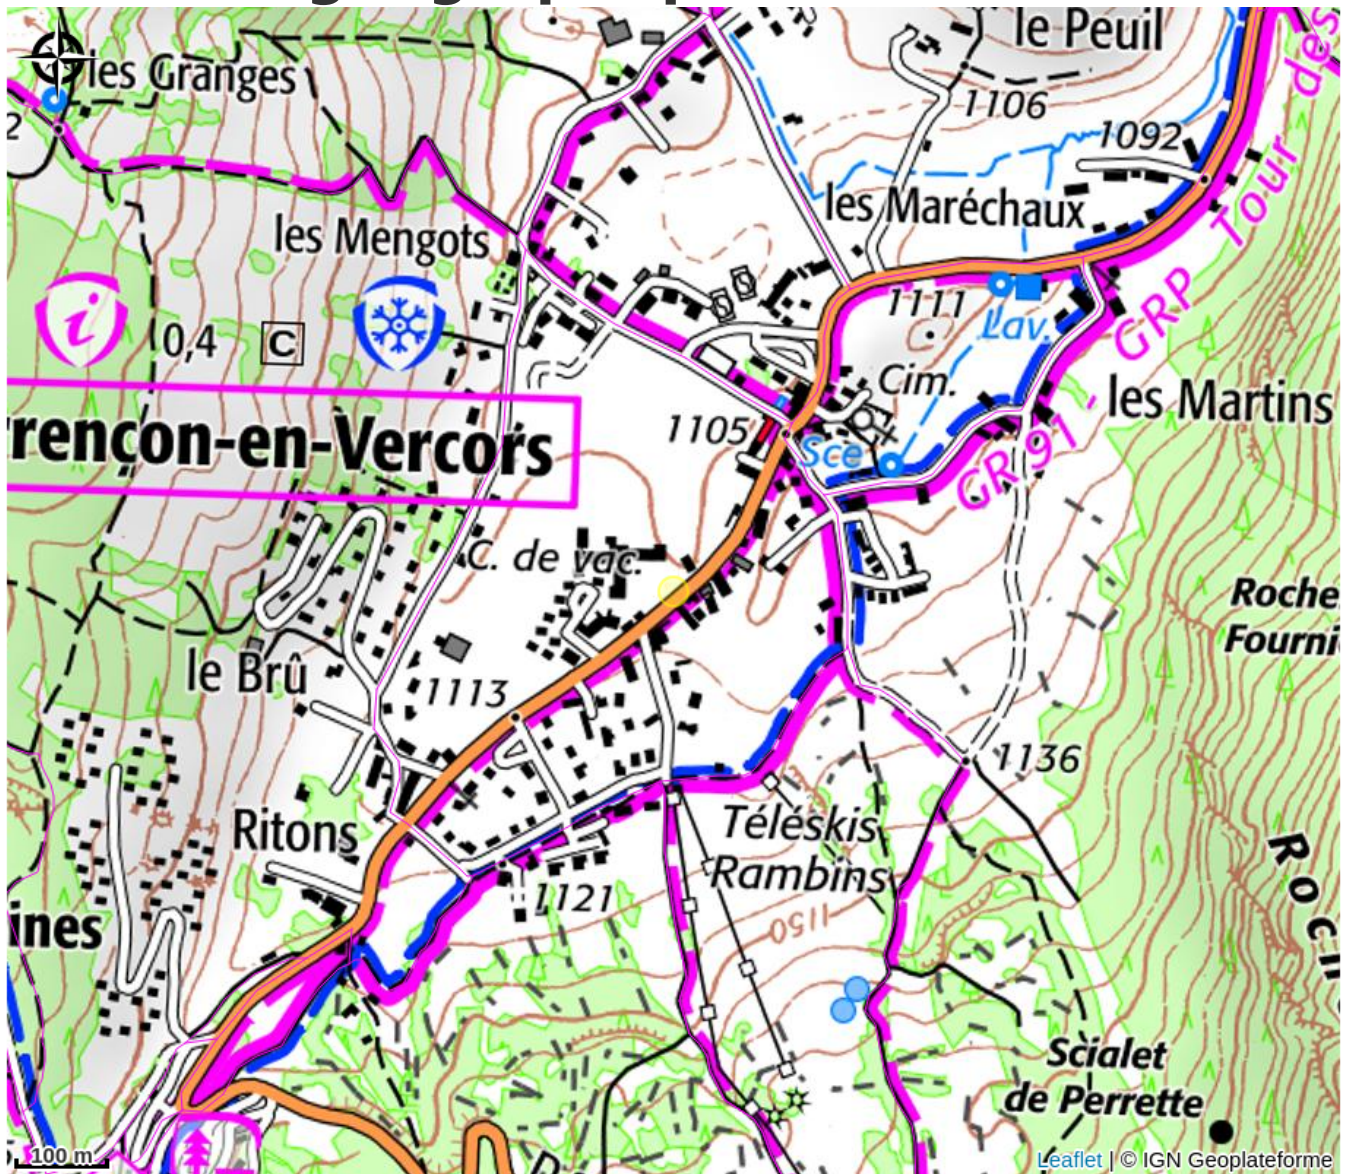 le Peuil
les Granges
des
1106
2
1092
Tour
les Maréchaux
les Mengots
GRP
1111
i
0,4
C
Lav.
Cim.
les Martins
1105
rençon-en-Vercors
Sce
GR 91 -
C. de vac.
Roche
Fourni
le Brû
1113
1136
Ritons
Téléskis
Rambins
1121
1150
ines
Scialet
de Perrette
100 m
Leaflet | © IGN Geoplateforme